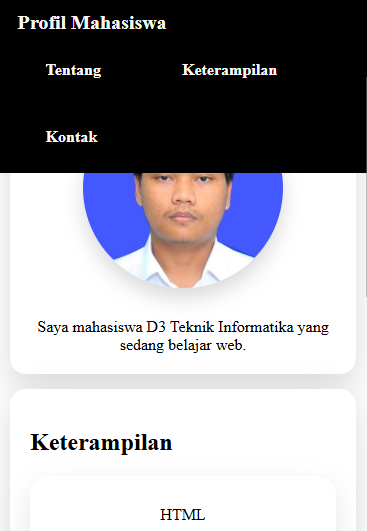 Profil Mahasiswa
Tentang Keterampilan
Kontak
Saya mahasiswa D3 Teknik Informatika yang
sedang belajar web.
Keterampilan
HTML